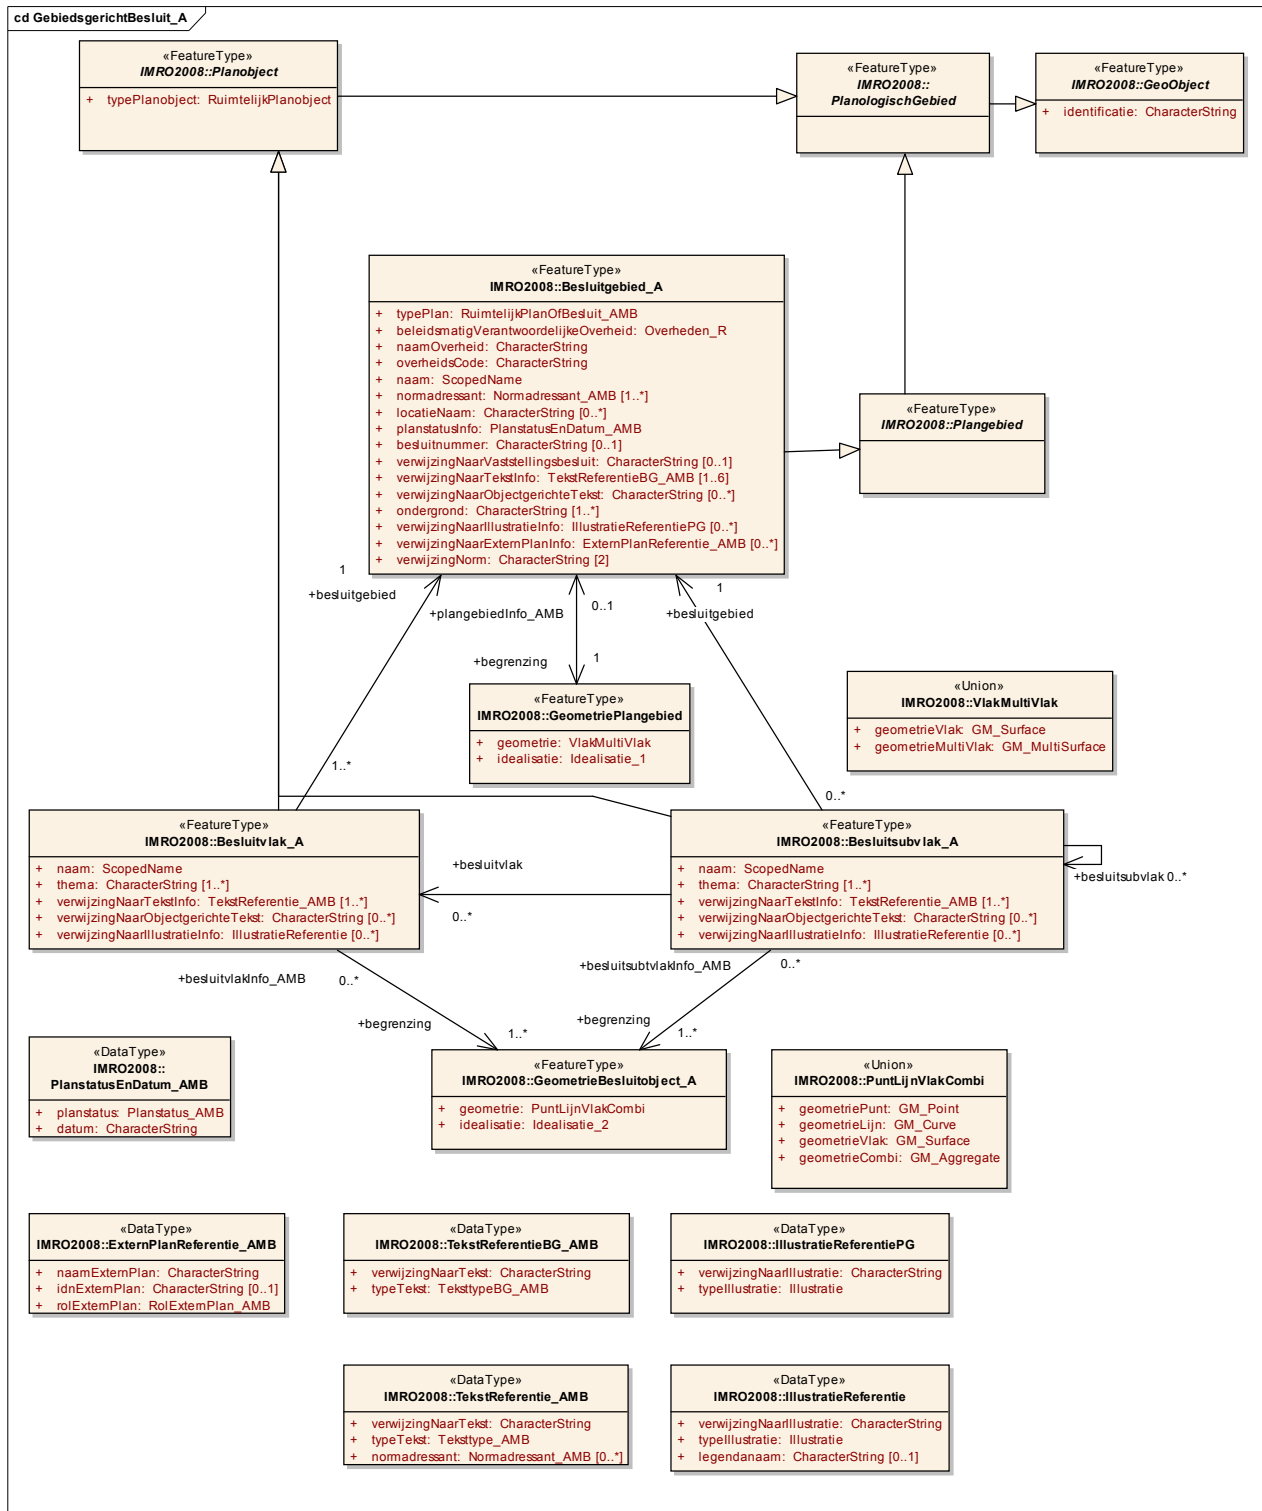 cd GebiedsgerichtBesluit_A
«FeatureType»
IMRO2008::Planobject
+ typePlanobject: RuimtelijkPlanobject
«FeatureType»
IMRO2008::
PlanologischGebied
«FeatureType»
IMRO2008::GeoObject
+ identificatie: CharacterString
«FeatureType»
IMRO2008::Besluitgebied_A
+ typePlan: RuimtelijkPlanOfBesluit_AMB
+ beleidsmatigVerantwoordelijkeOverheid: Overheden_R
+ naamOverheid: CharacterString
+ overheidsCode: CharacterString
+ naam: ScopedName
+ normadressant: Normadressant_AMB [1..*]
+ locatieNaam: CharacterString [0..*]
+ planstatusInfo: PlanstatusEnDatum_AMB
+ besluitnummer: CharacterString [0..1]
+ verwijzingNaarVaststellingsbesluit: CharacterString [0..1]
+ verwijzingNaarTekstInfo: TekstReferentieBG_AMB [1..6]
+ verwijzingNaarObjectgerichteTekst: CharacterString [0..*]
+ ondergrond: CharacterString [1..*]
+ verwijzingNaarIllustratieInfo: IllustratieReferentiePG [0..*]
+ verwijzingNaarExternPlanInfo: ExternPlanReferentie_AMB [0..*]
+ verwijzingNorm: CharacterString [2]
«FeatureType»
IMRO2008::Plangebied
1
+besluitgebied
+plangebiedInfo_AMB
0..1
1
+besluitgebied
+begrenzing
1
«FeatureType»
IMRO2008::GeometriePlangebied
+ geometrie: VlakMultiVlak
+ idealisatie: Idealisatie_1
«Union»
IMRO2008::VlakMultiVlak
+ geometrieVlak: GM_Surface
+ geometrieMultiVlak: GM_MultiSurface
1..*
0..*
«FeatureType»
IMRO2008::Besluitvlak_A
+ naam: ScopedName
+ thema: CharacterString [1..*]
+ verwijzingNaarTekstInfo: TekstReferentie_AMB [1..*]
+ verwijzingNaarObjectgerichteTekst: CharacterString [0..*]
+ verwijzingNaarIllustratieInfo: IllustratieReferentie [0..*]
+besluitvlak
0..*
«FeatureType»
IMRO2008::Besluitsubvlak_A
+ naam: ScopedName
+ thema: CharacterString [1..*]
+ verwijzingNaarTekstInfo: TekstReferentie_AMB [1..*]
+ verwijzingNaarObjectgerichteTekst: CharacterString [0..*]
+ verwijzingNaarIllustratieInfo: IllustratieReferentie [0..*]
+besluitsubvlak 0..*
+besluitvlakInfo_AMB
0..*
+besluitsubtvlakInfo_AMB
0..*
+begrenzing
1..*
+begrenzing
1..*
«DataType»
IMRO2008::
PlanstatusEnDatum_AMB
+ planstatus: Planstatus_AMB
+ datum: CharacterString
«FeatureType»
IMRO2008::GeometrieBesluitobject_A
+ geometrie: PuntLijnVlakCombi
+ idealisatie: Idealisatie_2
«Union»
IMRO2008::PuntLijnVlakCombi
+ geometriePunt: GM_Point
+ geometrieLijn: GM_Curve
+ geometrieVlak: GM_Surface
+ geometrieCombi: GM_Aggregate
«DataType»
IMRO2008::ExternPlanReferentie_AMB
+ naamExternPlan: CharacterString
+ idnExternPlan: CharacterString [0..1]
+ rolExternPlan: RolExternPlan_AMB
«DataType»
IMRO2008::TekstReferentieBG_AMB
+ verwijzingNaarTekst: CharacterString
+ typeTekst: TeksttypeBG_AMB
«DataType»
IMRO2008::IllustratieReferentiePG
+ verwijzingNaarIllustratie: CharacterString
+ typeIllustratie: Illustratie
«DataType»
IMRO2008::TekstReferentie_AMB
+ verwijzingNaarTekst: CharacterString
+ typeTekst: Teksttype_AMB
+ normadressant: Normadressant_AMB [0..*]
«DataType»
IMRO2008::IllustratieReferentie
+ verwijzingNaarIllustratie: CharacterString
+ typeIllustratie: Illustratie
+ legendanaam: CharacterString [0..1]